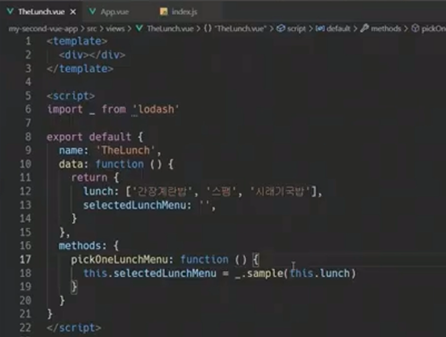 TheLunch.vue × App.vue index.js
my-second-vue-app > src > views > TheLunch.vue > {} "TheLunch.vue" > script > default > methods > pickOn
1 <template>
2 <div></div>
3 </template>
4
5 <script>
6 import _ from 'lodash'
7
8 export default {
9 name: 'TheLunch',
10 data: function () {
11 return {
12 lunch: ['간장계란밥', '스팸', '시래기국밥'],
13 selectedLunchMenu: '',
14 }
15 },
16 methods: {
17 pickOneLunchMenu: function () {
18 this.selectedLunchMenu = _.sample(this.lunch)
19 }
20 }
21 }
22 </script>